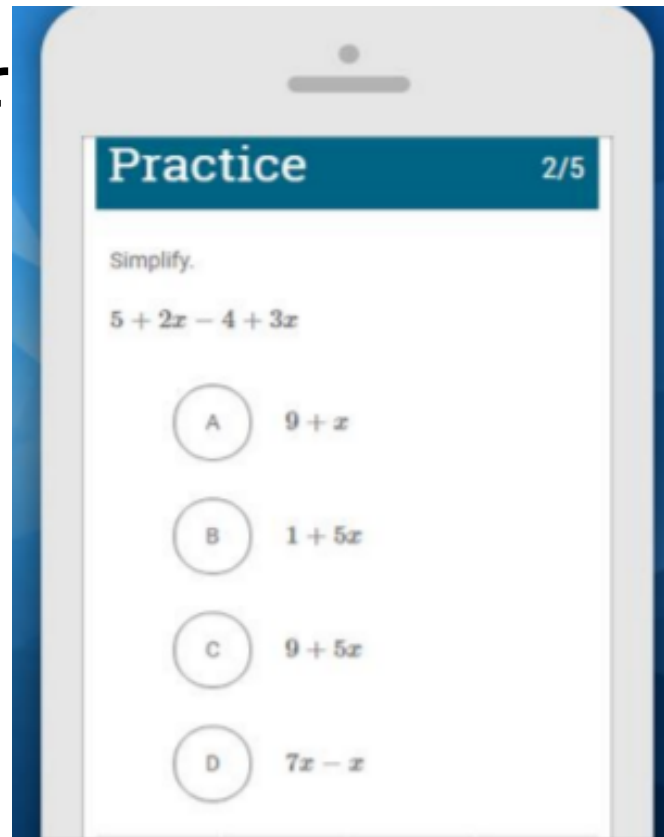 Practice 2/5
Simplify.
5 + 2x − 4 + 3x
A 9 + x
B 1 + 5x
C 9 + 5x
D 7x − x